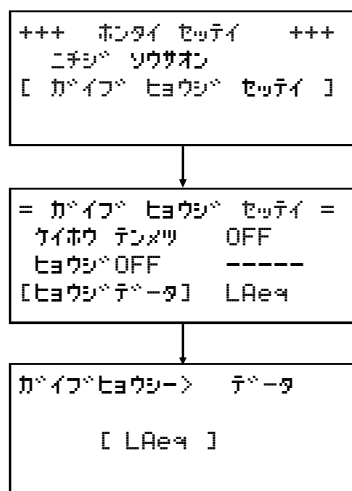 +++ ホンタイ セッテイ +++
ニチジ ソウサオン
[ ガイブ ヒョウジ セッテイ ]
= ガイブ ヒョウジ セッテイ =
ケイホウ テンメツ OFF
ヒョウジOFF -----
[ヒョウジデータ] LAeq
ガイブヒョウシー> データ
[ LAeq ]